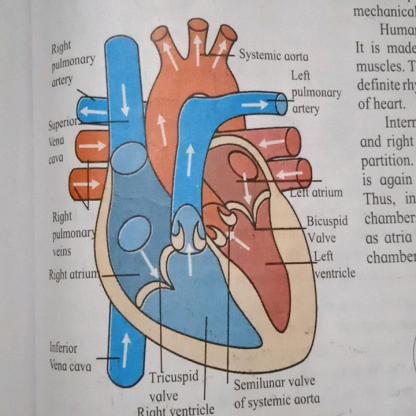 Right
pulmonary
artery
Systemic aorta
Left
pulmonary
artery
Superior
Vena
cava
Left atrium
Right
pulmonary
veins
Bicuspid
Valve
Right atrium
Left
ventricle
Inferior
Vena cava
Tricuspid
valve
Right ventricle
Semilunar valve
of systemic aorta
mechanical
Human
It is made
muscles. T
definite rhy
of heart.
Intern
and right
partition.
is again
Thus, in
chamber
as atria
chamber